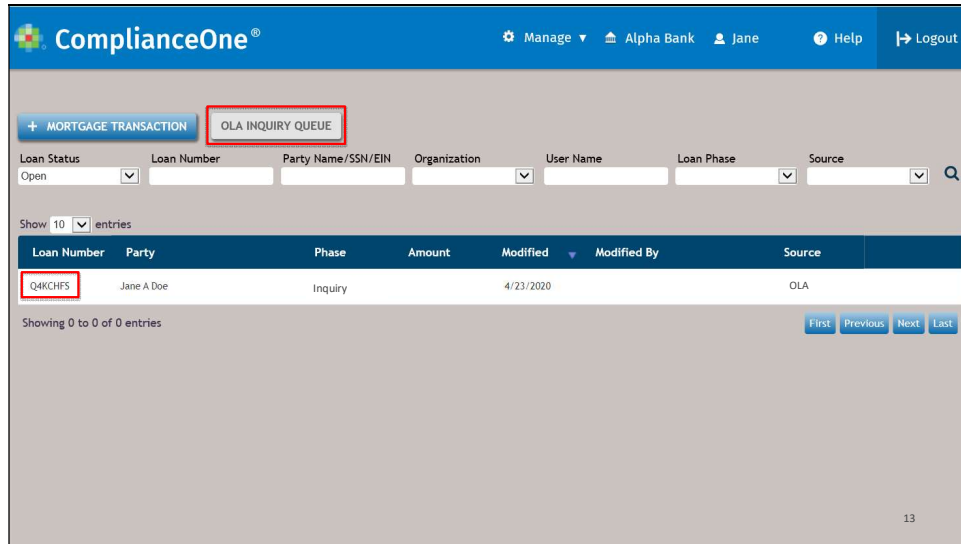 ComplianceOne® Manage Alpha Bank Jane Help Logout
+ MORTGAGE TRANSACTION OLA INQUIRY QUEUE
Loan Status Loan Number Party Name/SSN/EIN Organization User Name Loan Phase Source
Open
Show 10 entries
Loan Number Party Phase Amount Modified Modified By Source
Q4KCHFS Jane A Doe Inquiry 4/23/2020 OLA
Showing 0 to 0 of 0 entries First Previous Next Last
13